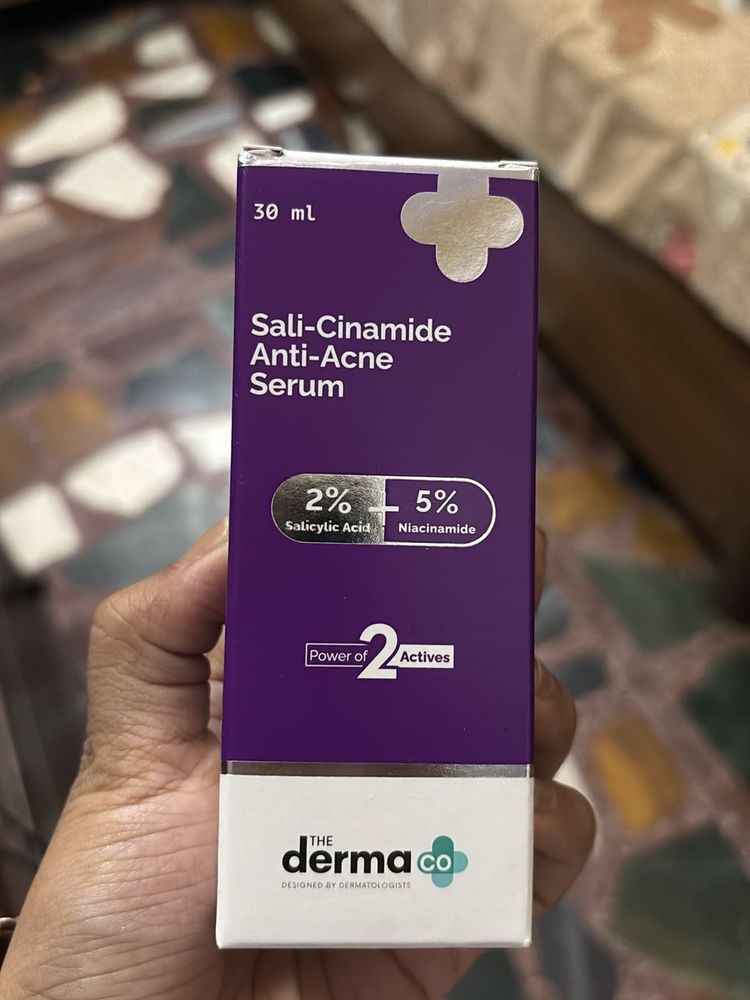 30 ml
Sali-Cinamide
Anti-Acne
Serum
2% + 5%
Salicylic Acid Niacinamide
Power of 2 Actives
THE
derma co
DESIGNED BY DERMATOLOGISTS